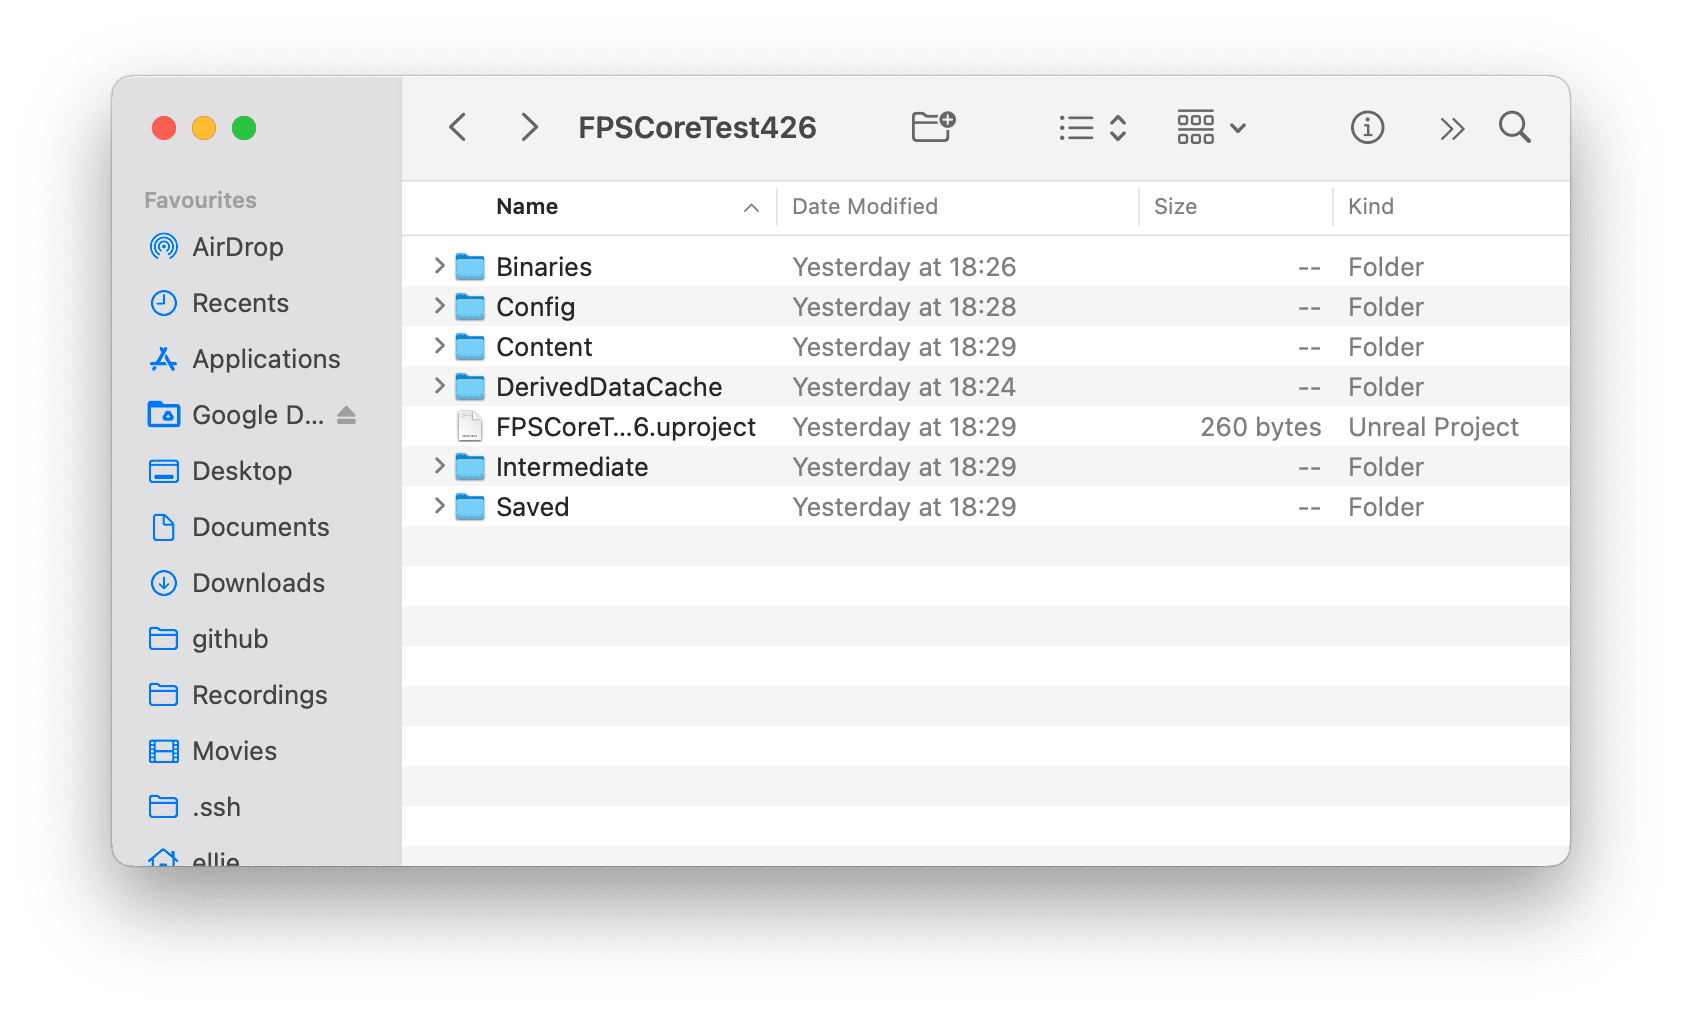 FPSCoreTest426
Favourites
AirDrop
Recents
Applications
Google D...
Desktop
Documents
Downloads
github
Recordings
Movies
.ssh
ellie
Name Date Modified Size Kind
Binaries Yesterday at 18:26 -- Folder
Config Yesterday at 18:28 -- Folder
Content Yesterday at 18:29 -- Folder
DerivedDataCache Yesterday at 18:24 -- Folder
FPSCoreT...6.uproject Yesterday at 18:29 260 bytes Unreal Project
Intermediate Yesterday at 18:29 -- Folder
Saved Yesterday at 18:29 -- Folder